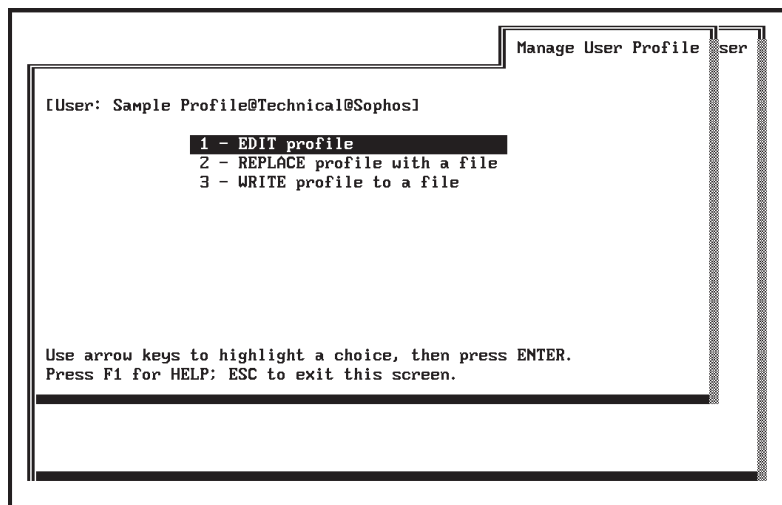 Manage User Profile ser
[User: Sample Profile@Technical@Sophos]
1 - EDIT profile
2 - REPLACE profile with a file
3 - WRITE profile to a file
Use arrow keys to highlight a choice, then press ENTER.
Press F1 for HELP; ESC to exit this screen.